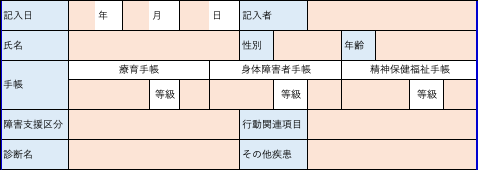 記入日 年 月 日 記入者
氏名 性別 年齢
手帳 療育手帳 身体障害者手帳 精神保健福祉手帳
等級 等級 等級
障害支援区分 行動関連項目
診断名 その他疾患